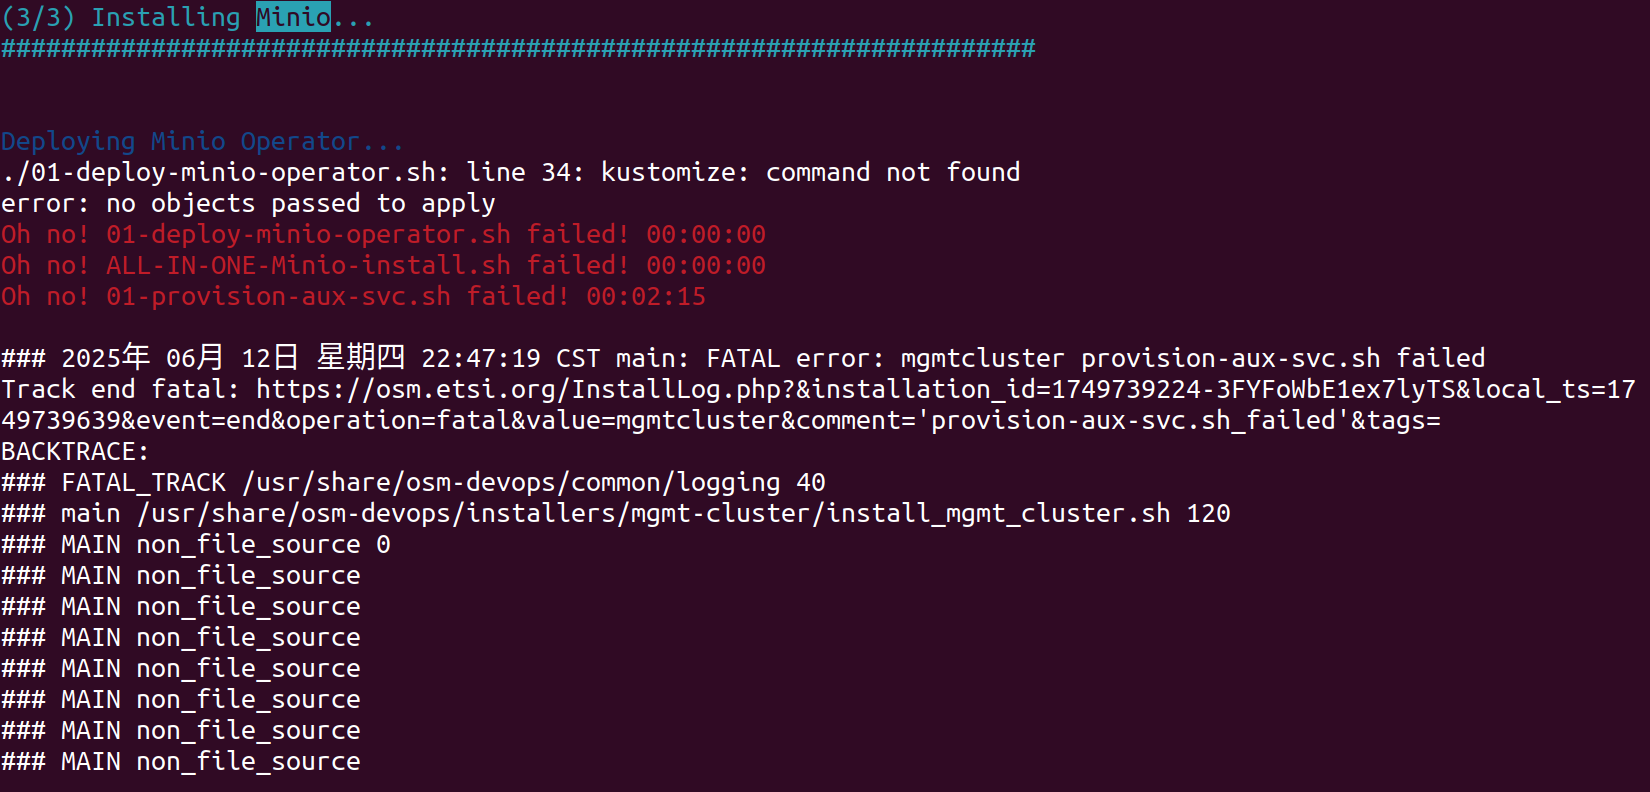 (3/3) Installing Minio...
#####################################################################
Deploying Minio Operator...
./01-deploy-minio-operator.sh: line 34: kustomize: command not found
error: no objects passed to apply
Oh no! 01-deploy-minio-operator.sh failed! 00:00:00
Oh no! ALL-IN-ONE-Minio-install.sh failed! 00:00:00
Oh no! 01-provision-aux-svc.sh failed! 00:02:15
### 2025年 06月 12日 星期四 22:47:19 CST main: FATAL error: mgmtcluster provision-aux-svc.sh failed
Track end fatal: https://osm.etsi.org/InstallLog.php?&installation_id=1749739224-3FYFoWbE1ex7lyTS&local_ts=17
49739639&event=end&operation=fatal&value=mgmtcluster&comment='provision-aux-svc.sh_failed'&tags=
BACKTRACE:
### FATAL_TRACK /usr/share/osm-devops/common/logging 40
### main /usr/share/osm-devops/installers/mgmt-cluster/install_mgmt_cluster.sh 120
### MAIN non_file_source 0
### MAIN non_file_source
### MAIN non_file_source
### MAIN non_file_source
### MAIN non_file_source
### MAIN non_file_source
### MAIN non_file_source
### MAIN non_file_source